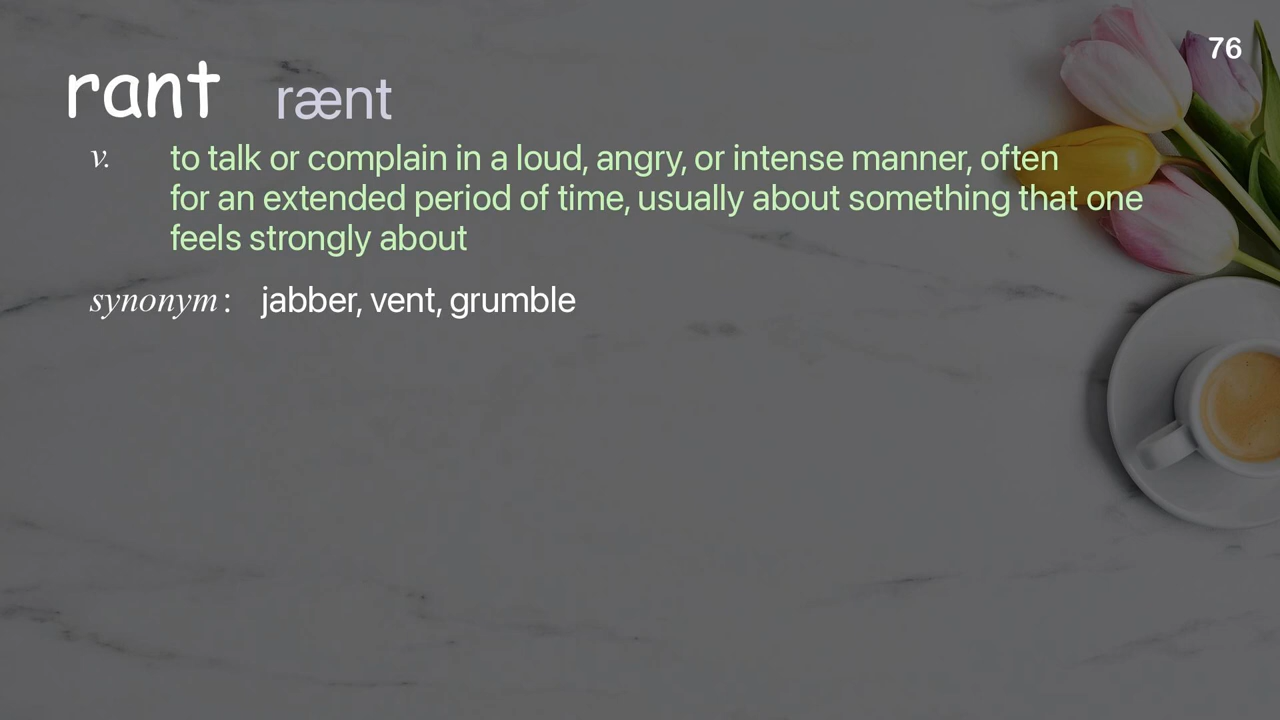 76
rant rænt
v. to talk or complain in a loud, angry, or intense manner, often
for an extended period of time, usually about something that one
feels strongly about
synonym: jabber, vent, grumble